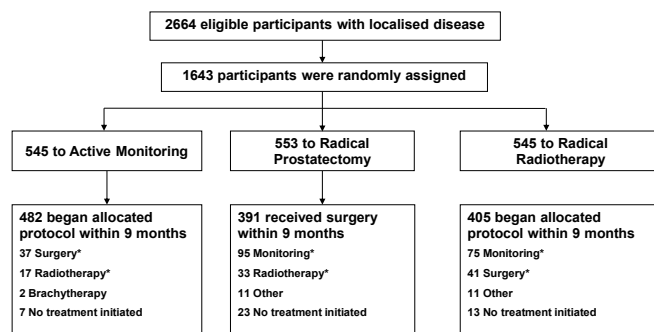 2664 eligible participants with localised disease
1643 participants were randomly assigned
545 to Active Monitoring
553 to Radical
Prostatectomy
545 to Radical
Radiotherapy
482 began allocated
protocol within 9 months
37 Surgery*
17 Radiotherapy*
2 Brachytherapy
7 No treatment initiated
391 received surgery
within 9 months
95 Monitoring*
33 Radiotherapy*
11 Other
23 No treatment initiated
405 began allocated
protocol within 9 months
75 Monitoring*
41 Surgery*
11 Other
13 No treatment initiated